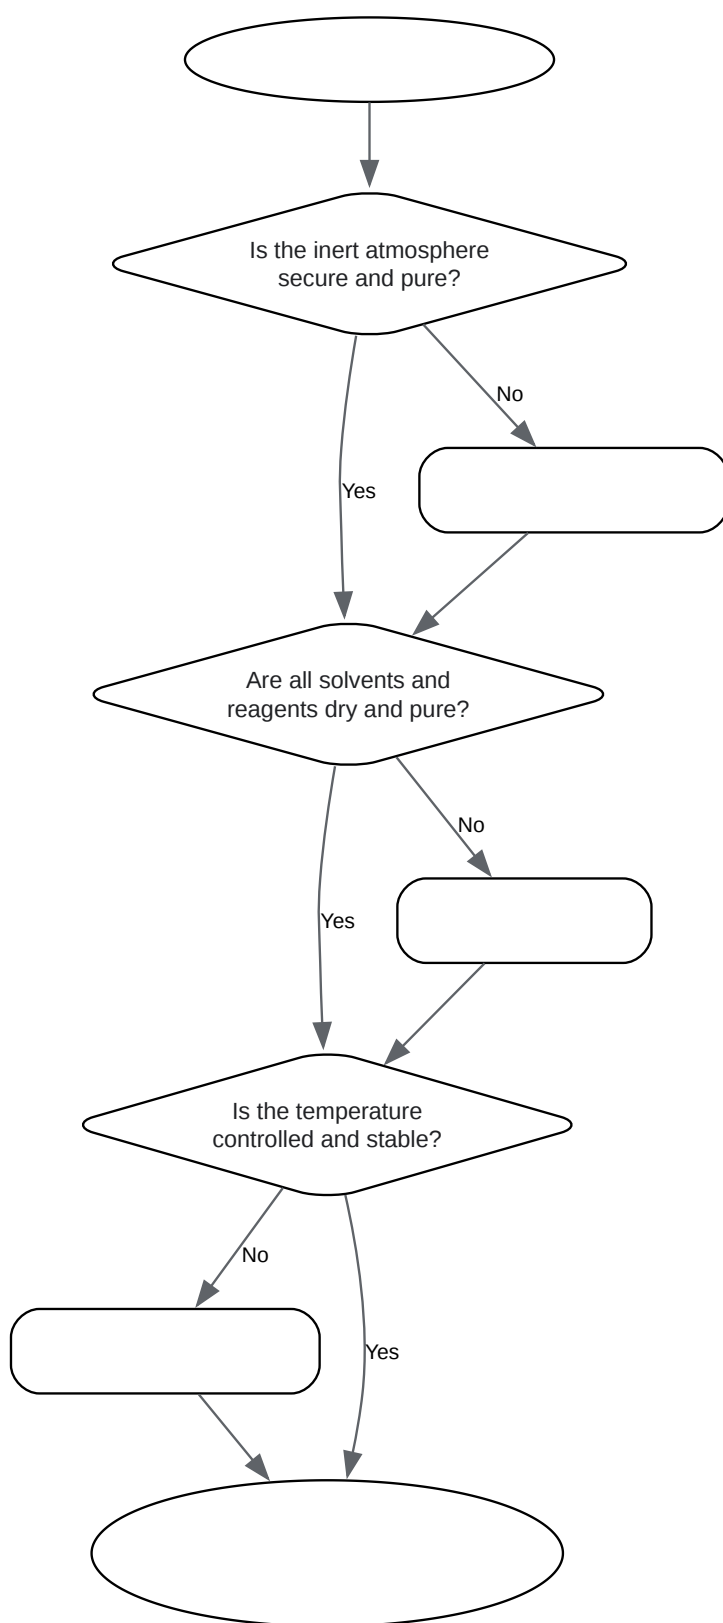 Is the inert atmosphere
secure and pure?
No
Yes
Are all solvents and
reagents dry and pure?
No
Yes
Is the temperature
controlled and stable?
No
Yes